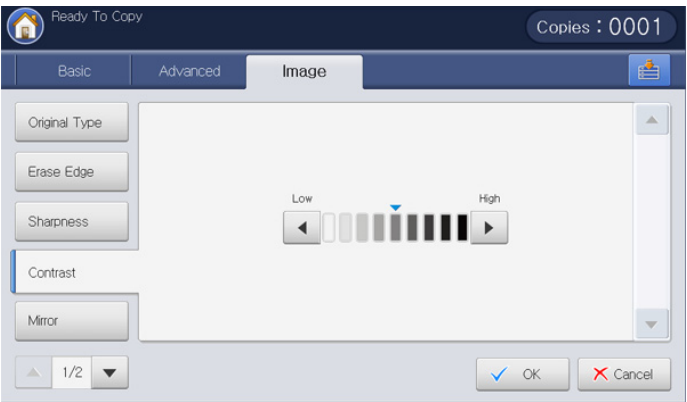 Ready To Copy
Copies : 0001
Basic
Advanced
Image
Original Type
Erase Edge
Sharpness
Contrast
Mirror
Low
High
1/2
OK
Cancel